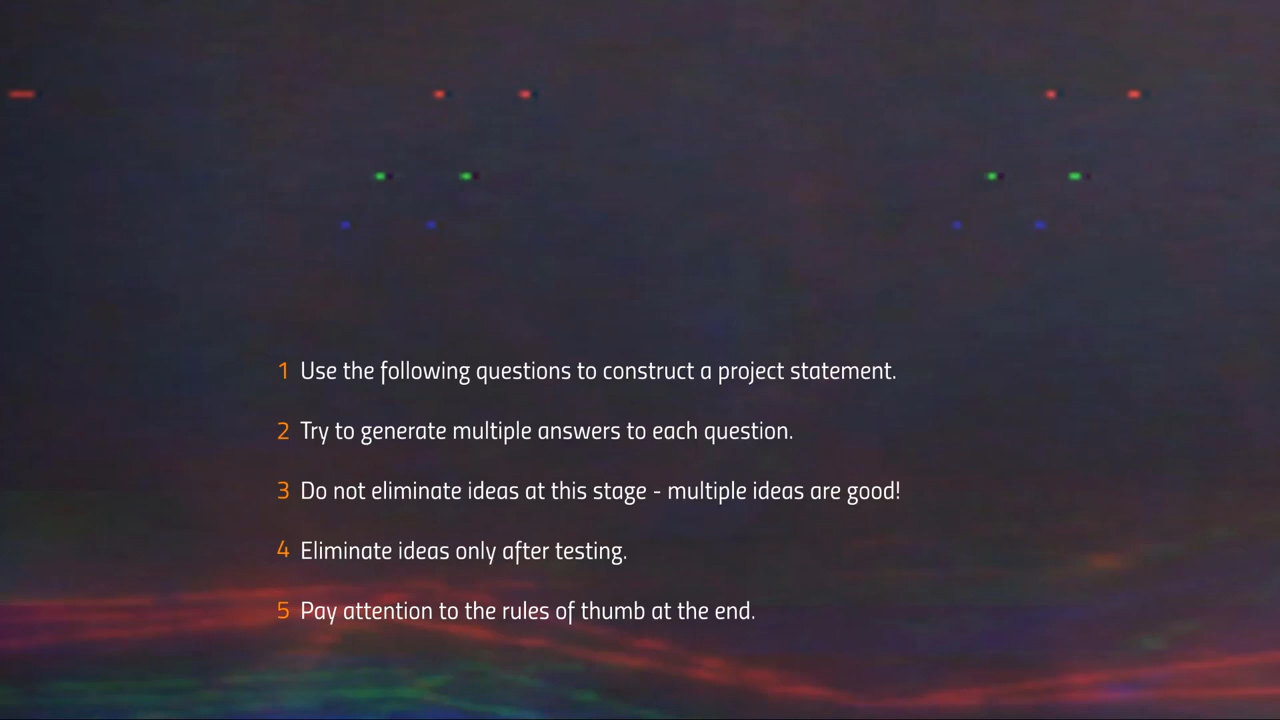 1 Use the following questions to construct a project statement.
2 Try to generate multiple answers to each question.
3 Do not eliminate ideas at this stage - multiple ideas are good!
4 Eliminate ideas only after testing.
5 Pay attention to the rules of thumb at the end.